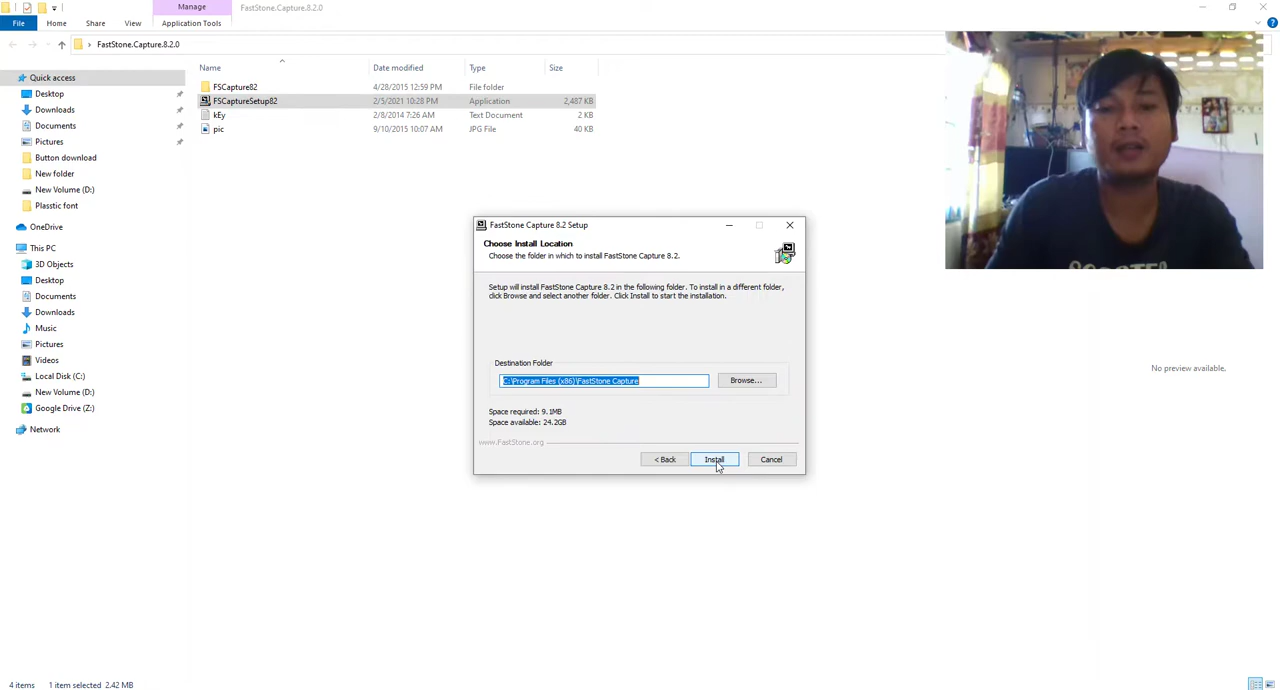 Manage
FastStone.Capture.8.2.0
File
Home
Share
View
Application Tools
FastStone.Capture.8.2.0
Name
Date modified
Type
Size
Quick access
Desktop
Downloads
Documents
Pictures
Button download
New folder
New Volume (D:)
Plasstic font
OneDrive
This PC
3D Objects
Desktop
Documents
Downloads
Music
Pictures
Videos
Local Disk (C:)
New Volume (D:)
Google Drive (Z:)
Network
FSCapture82 4/28/2015 12:59 PM File folder
FSCaptureSetup82 2/5/2021 10:28 PM Application 2,487 KB
kEy 2/8/2014 7:26 AM Text Document 2 KB
pic 9/10/2015 10:07 AM JPG File 40 KB
FastStone Capture 8.2 Setup
Choose Install Location
Choose the folder in which to install FastStone Capture 8.2.
Setup will install FastStone Capture 8.2 in the following folder. To install in a different folder,
click Browse and select another folder. Click Install to start the installation.
Destination Folder
C:\Program Files (x86)\FastStone Capture
Browse...
Space required: 9.1MB
Space available: 24.2GB
www.FastStone.org
< Back
Install
Cancel
No preview available.
4 items
1 item selected 2.42 MB